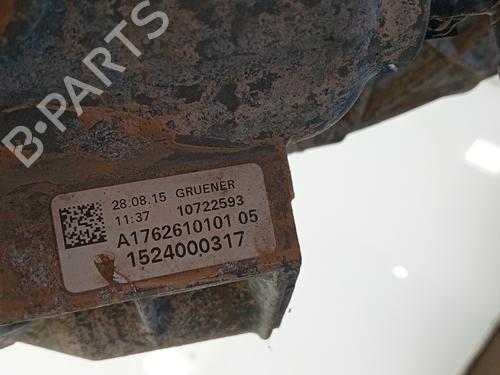 B-PARTS
28.08.15 GRUENER
11:37 10722593
A1762610101 05
1524000317